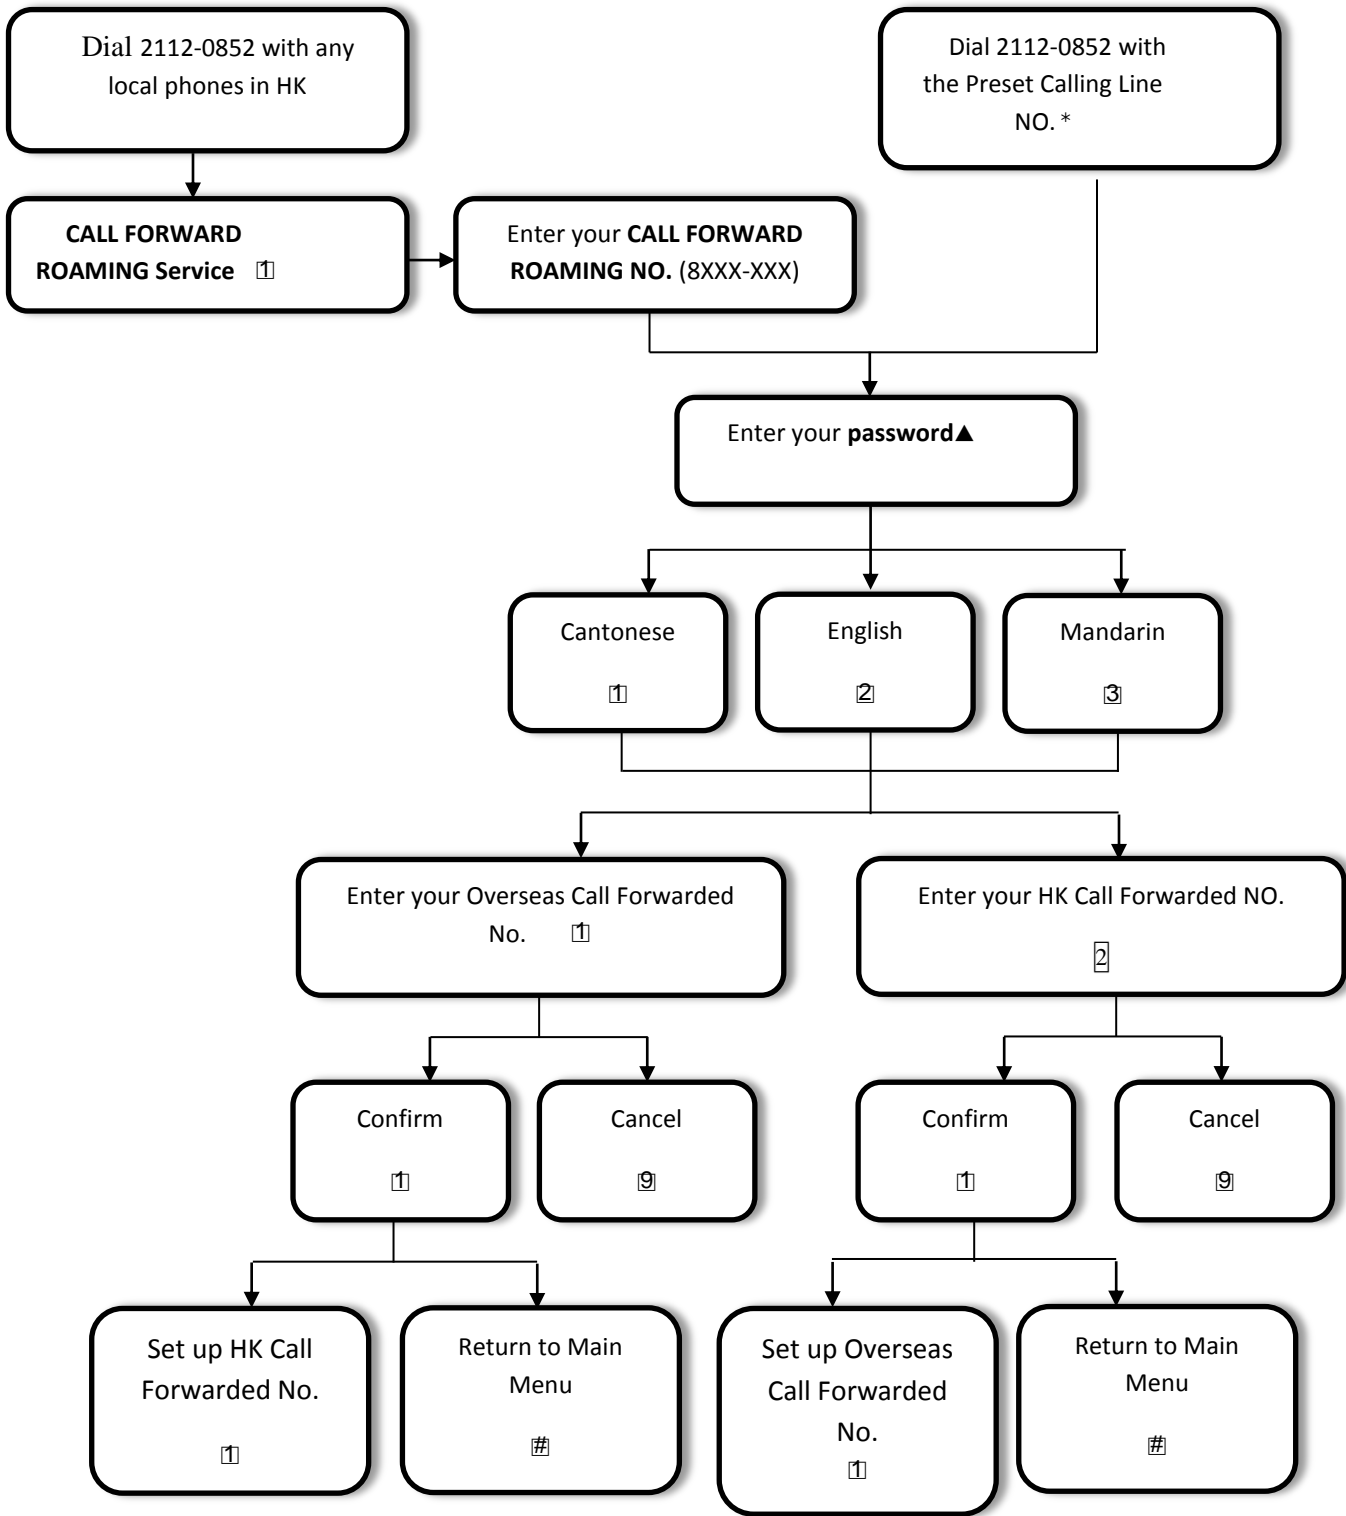 Dial 2112-0852 with any
local phones in HK
Dial 2112-0852 with
the Preset Calling Line
NO. *
CALL FORWARD
ROAMING Service 1
Enter your CALL FORWARD
ROAMING NO. (8XXX-XXX)
Enter your password▲
Cantonese
1
English
2
Mandarin
3
Enter your Overseas Call Forwarded
No. 1
Enter your HK Call Forwarded NO.
2
Confirm
1
Cancel
9
Confirm
1
Cancel
9
Set up HK Call
Forwarded No.
1
Return to Main
Menu
#
Set up Overseas
Call Forwarded
No.
1
Return to Main
Menu
#